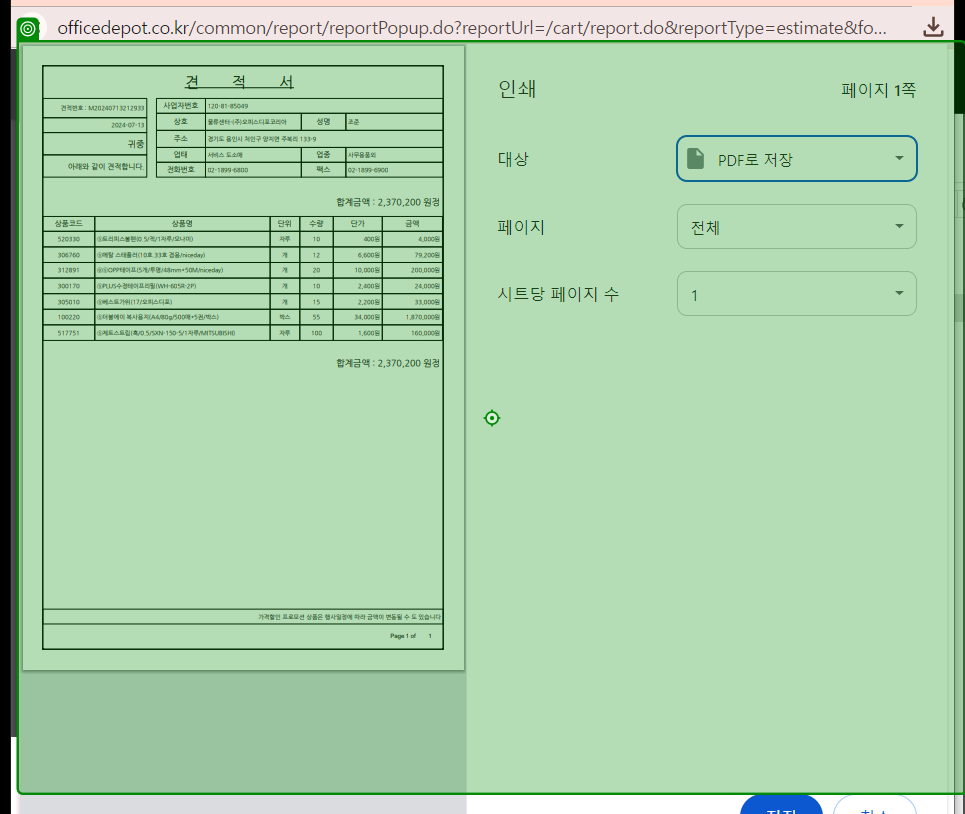 officedepot.co.kr/common/report/reportPopup.do?reportUrl=/cart/report.do&reportType=estimate&fo...
견 적 서
견적번호 : M20240713212933
2024-07-13
귀중
아래와 같이 견적합니다.
사업자번호 120-81-85049
상호 물류센터-(주)오피스디포코리아 성명 조준
주소 경기도 용인시 처인구 양지면 주북리 133-9
업태 서비스 도소매 업종 사무용품외
전화번호 02-1899-6800 팩스 02-1899-6900
합계금액 : 2,370,200 원정
상품코드 상품명 단위 수량 단가 금액
520330 ⓢ트리피스볼펜(0.5/적/1자루/모나미) 자루 10 400원 4,000원
306760 ⓢ메탈 스테플러(10호 33호 겸용/niceday) 개 12 6,600원 79,200원
312891 OPP테이프(5개/투명/48mm*50M/niceday) 개 20 10,000원 200,000원
300170 ⓢPLUS수정테이프리필(WH-605R-2P) 개 10 2,400원 24,000원
305010 ⓢ베스트가위(17/오피스디포) 개 15 2,200원 33,000원
100220 ⓢ더블에이 복사용지(A4/80g/500매*5권/박스) 박스 55 34,000원 1,870,000원
517751 ⓢ제트스트림(흑/0.5/SXN-150-5/1자루/MITSUBISHI) 자루 100 1,600원 160,000원
합계금액 : 2,370,200 원정
가격할인 프로모션 상품은 행사일정에 따라 금액이 변동될 수 도 있습니다
Page 1 of 1
인쇄 페이지 1쪽
대상 PDF로 저장
페이지 전체
시트당 페이지 수 1
저장 취소